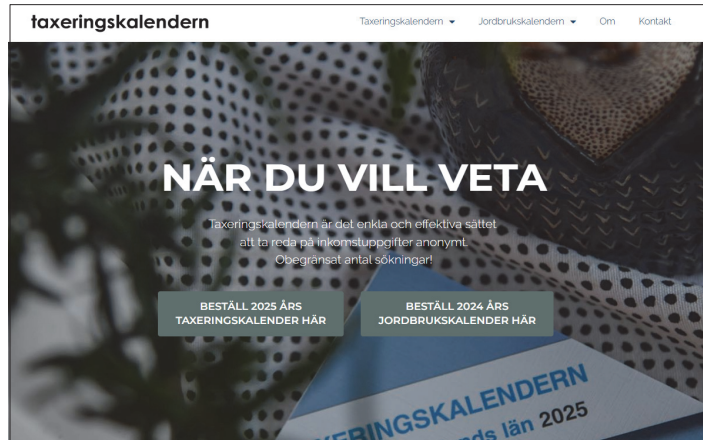 taxeringskalendern
Taxeringskalendern Jordbrukskalendern Om Kontakt
NÄR DU VILL VETA
Taxeringskalendern är det enkla och effektiva sättet
att ta reda på inkomstuppgifter anonymt.
Obegränsat antal sökningar!
BESTÄLL 2025 ÅRS
TAXERINGSKALENDER HÄR
BESTÄLL 2024 ÅRS
JORDBRUKSKALENDER HÄR
län 2025